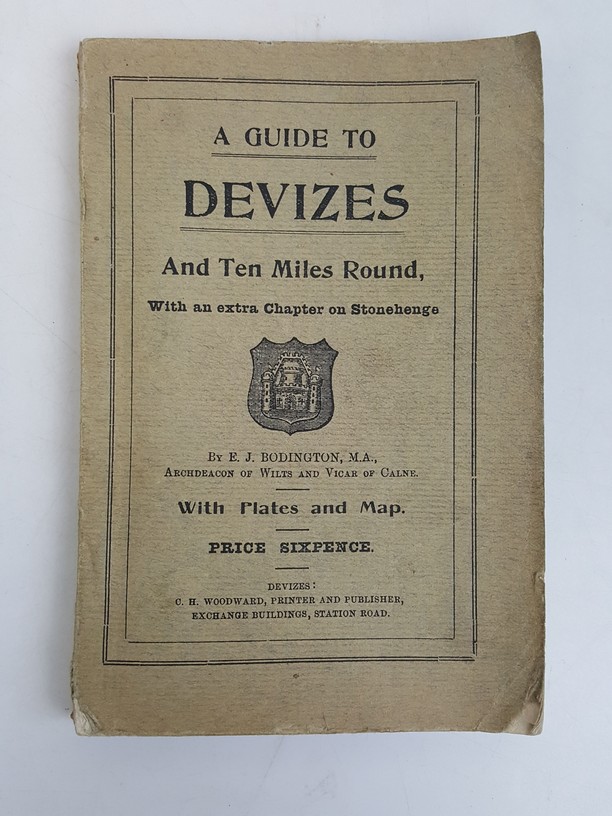 A GUIDE TO
DEVIZES
And Ten Miles Round,
With an extra Chapter on Stonehenge
BY E. J. BODINGTON, M.A.,
ARCHDEACON OF WILTS AND VICAR OF CALNE.
With Plates and Map.
PRICE SIXPENCE.
DEVIZES:
C. H. WOODWARD, PRINTER AND PUBLISHER,
EXCHANGE BUILDINGS, STATION ROAD.